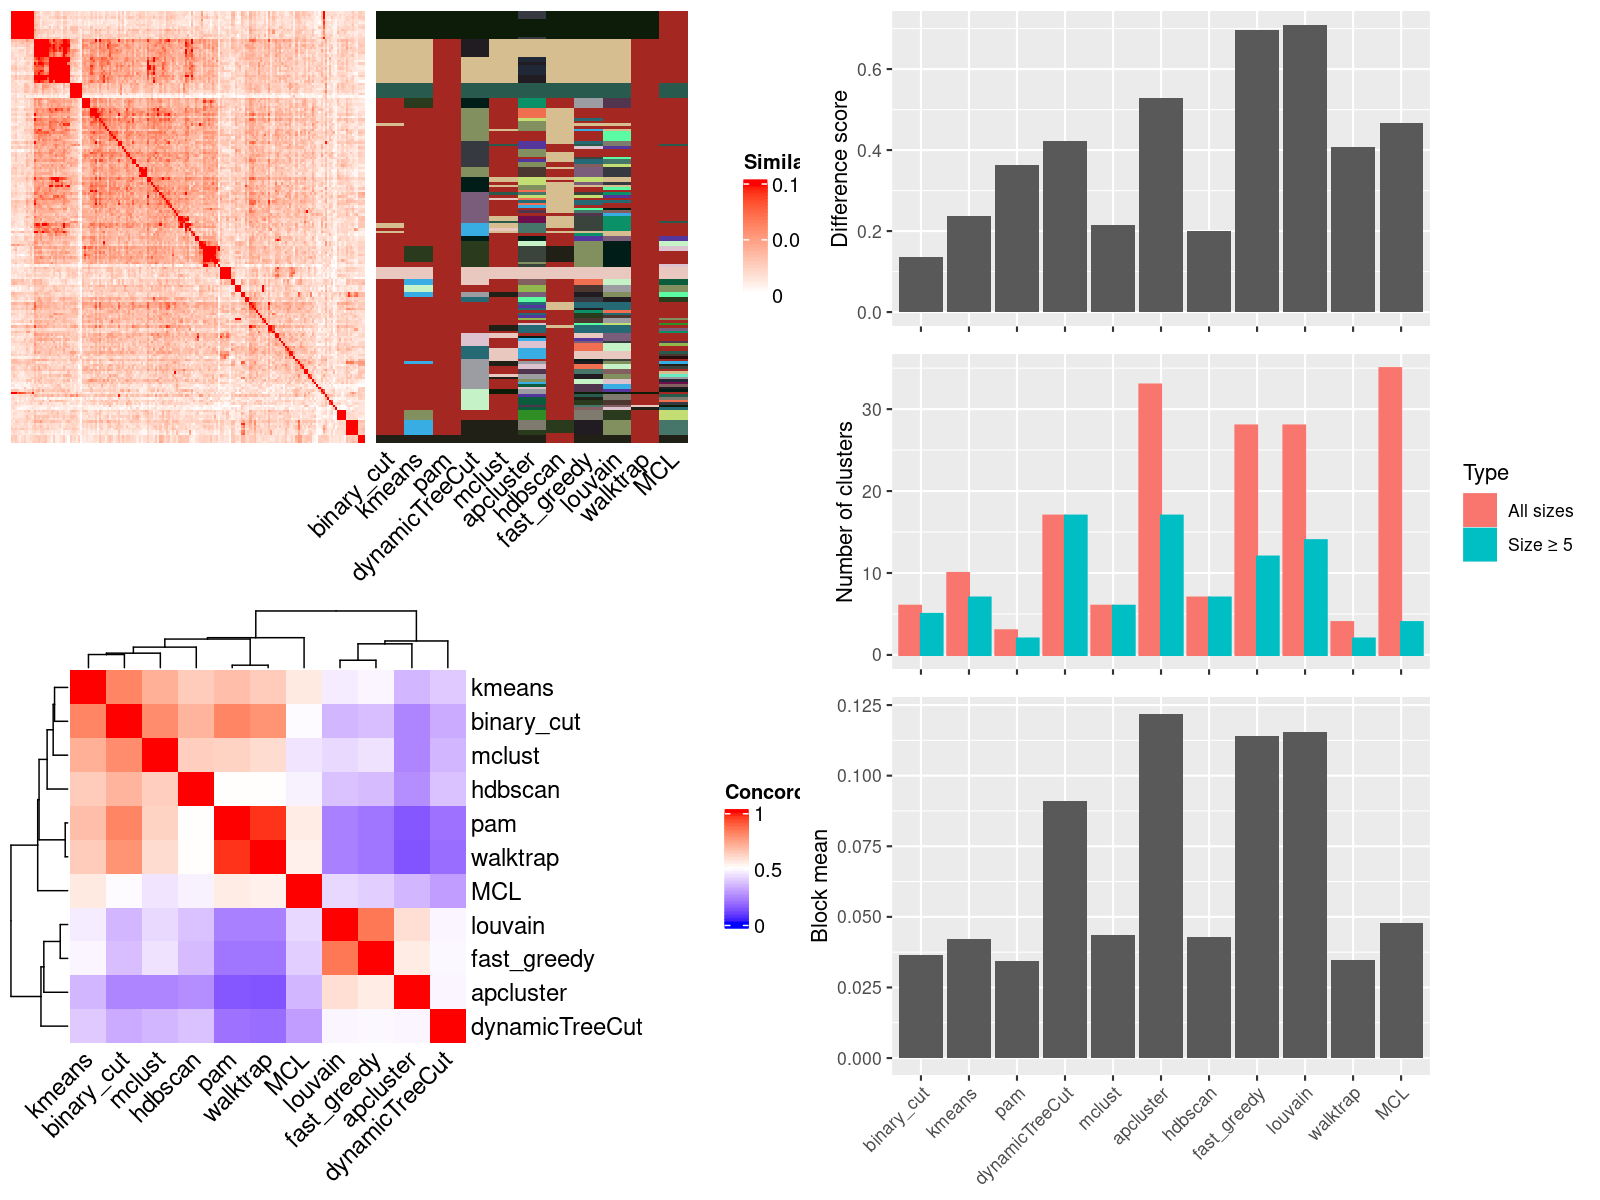 Simila
0.1
0.0
0
binary_cut
kmeans
pam
dynamicTreeCut
mclust
apcluster
hdbscan
fast_greedy
louvain
walktrap
MCL
kmeans
binary_cut
mclust
hdbscan
pam
walktrap
MCL
louvain
fast_greedy
apcluster
dynamicTreeCut
kmeans
binary_cut
mclust
hdbscan
pam
walktrap
MCL
louvain
fast_greedy
apcluster
dynamicTreeCut
Concord
1
0.5
0
Difference score
0.6
0.4
0.2
0.0
Number of clusters
30
20
10
0
Type
All sizes
Size ≥ 5
Block mean
0.125
0.100
0.075
0.050
0.025
0.000
binary_cut
kmeans
pam
dynamicTreeCut
mclust
apcluster
hdbscan
fast_greedy
louvain
walktrap
MCL